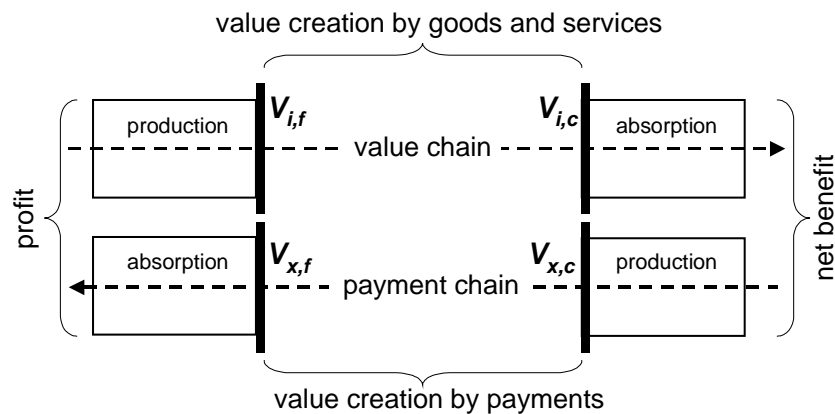 value creation by goods and services
V_{i,f} V_{i,c}
production absorption
value chain
profit
net benefit
V_{x,f} V_{x,c}
absorption production
payment chain
value creation by payments